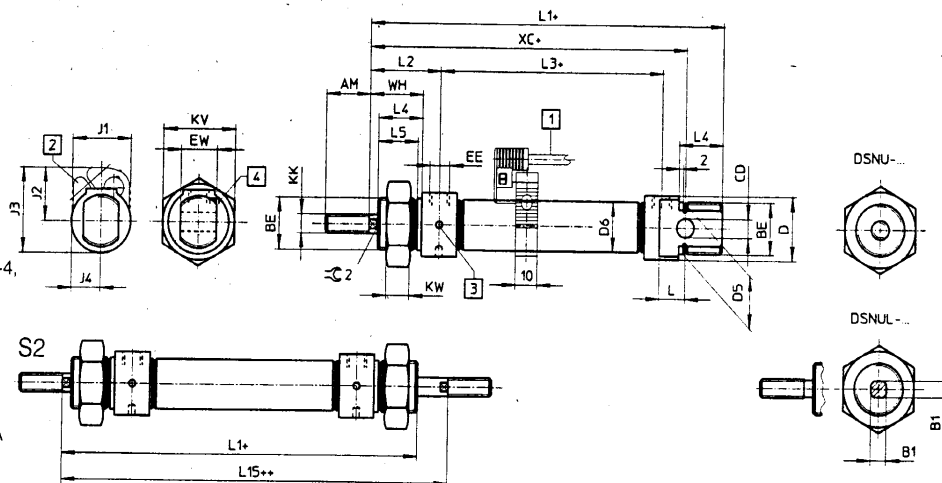 L1+
XC+
L2
L3+
AM
WH
L4
L5
EE
KK
BE
1
8
L4
2
CD
BE
D
DSNU-...
J1
KV
EW
2
4
J2
J3
J4
-4,
D6
2
KW
3
10
L
D5
DSNUL-...
S2
L1+
L15++
B1
B1